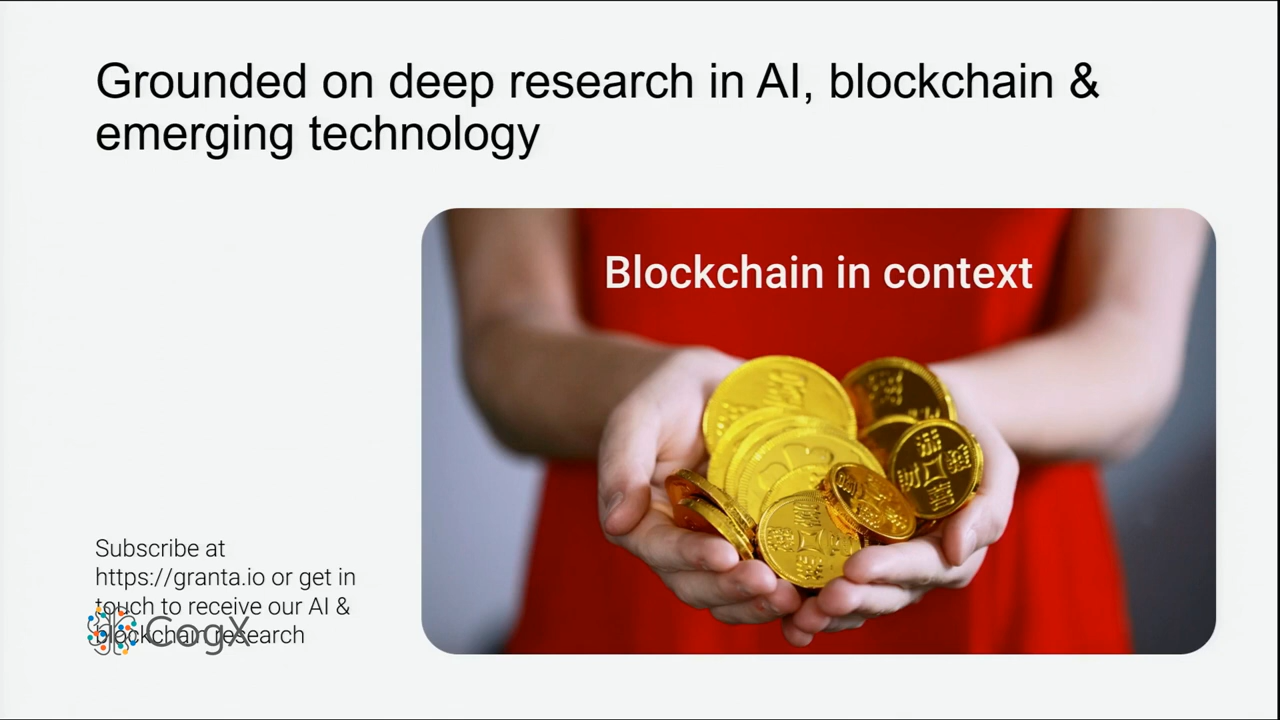 Grounded on deep research in AI, blockchain &
emerging technology
Blockchain in context
Subscribe at
https://granta.io or get in
touch to receive our AI &
blockchain research
CogX